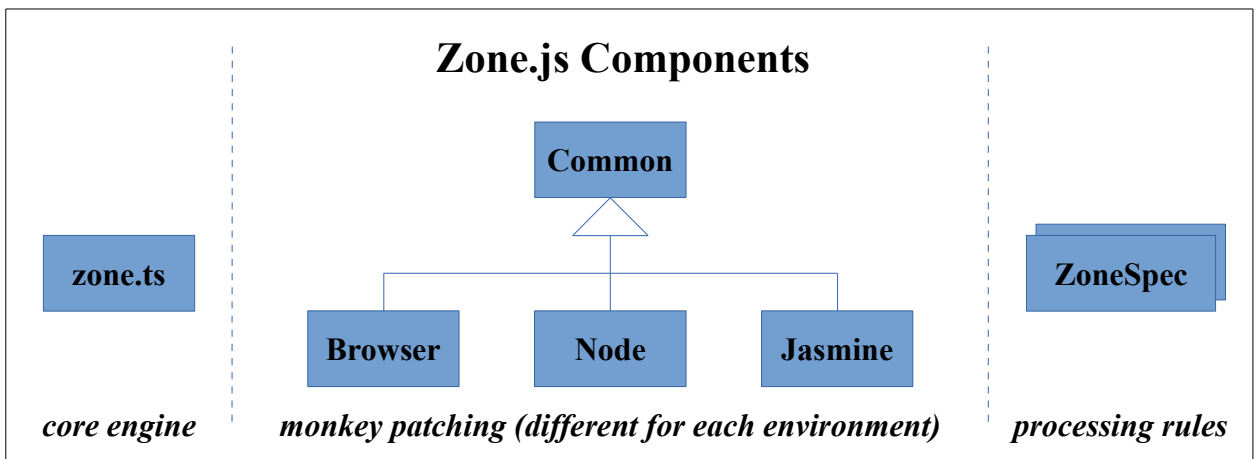 Zone.js Components
Common
zone.ts
ZoneSpec
Browser
Node
Jasmine
core engine
monkey patching (different for each environment)
processing rules